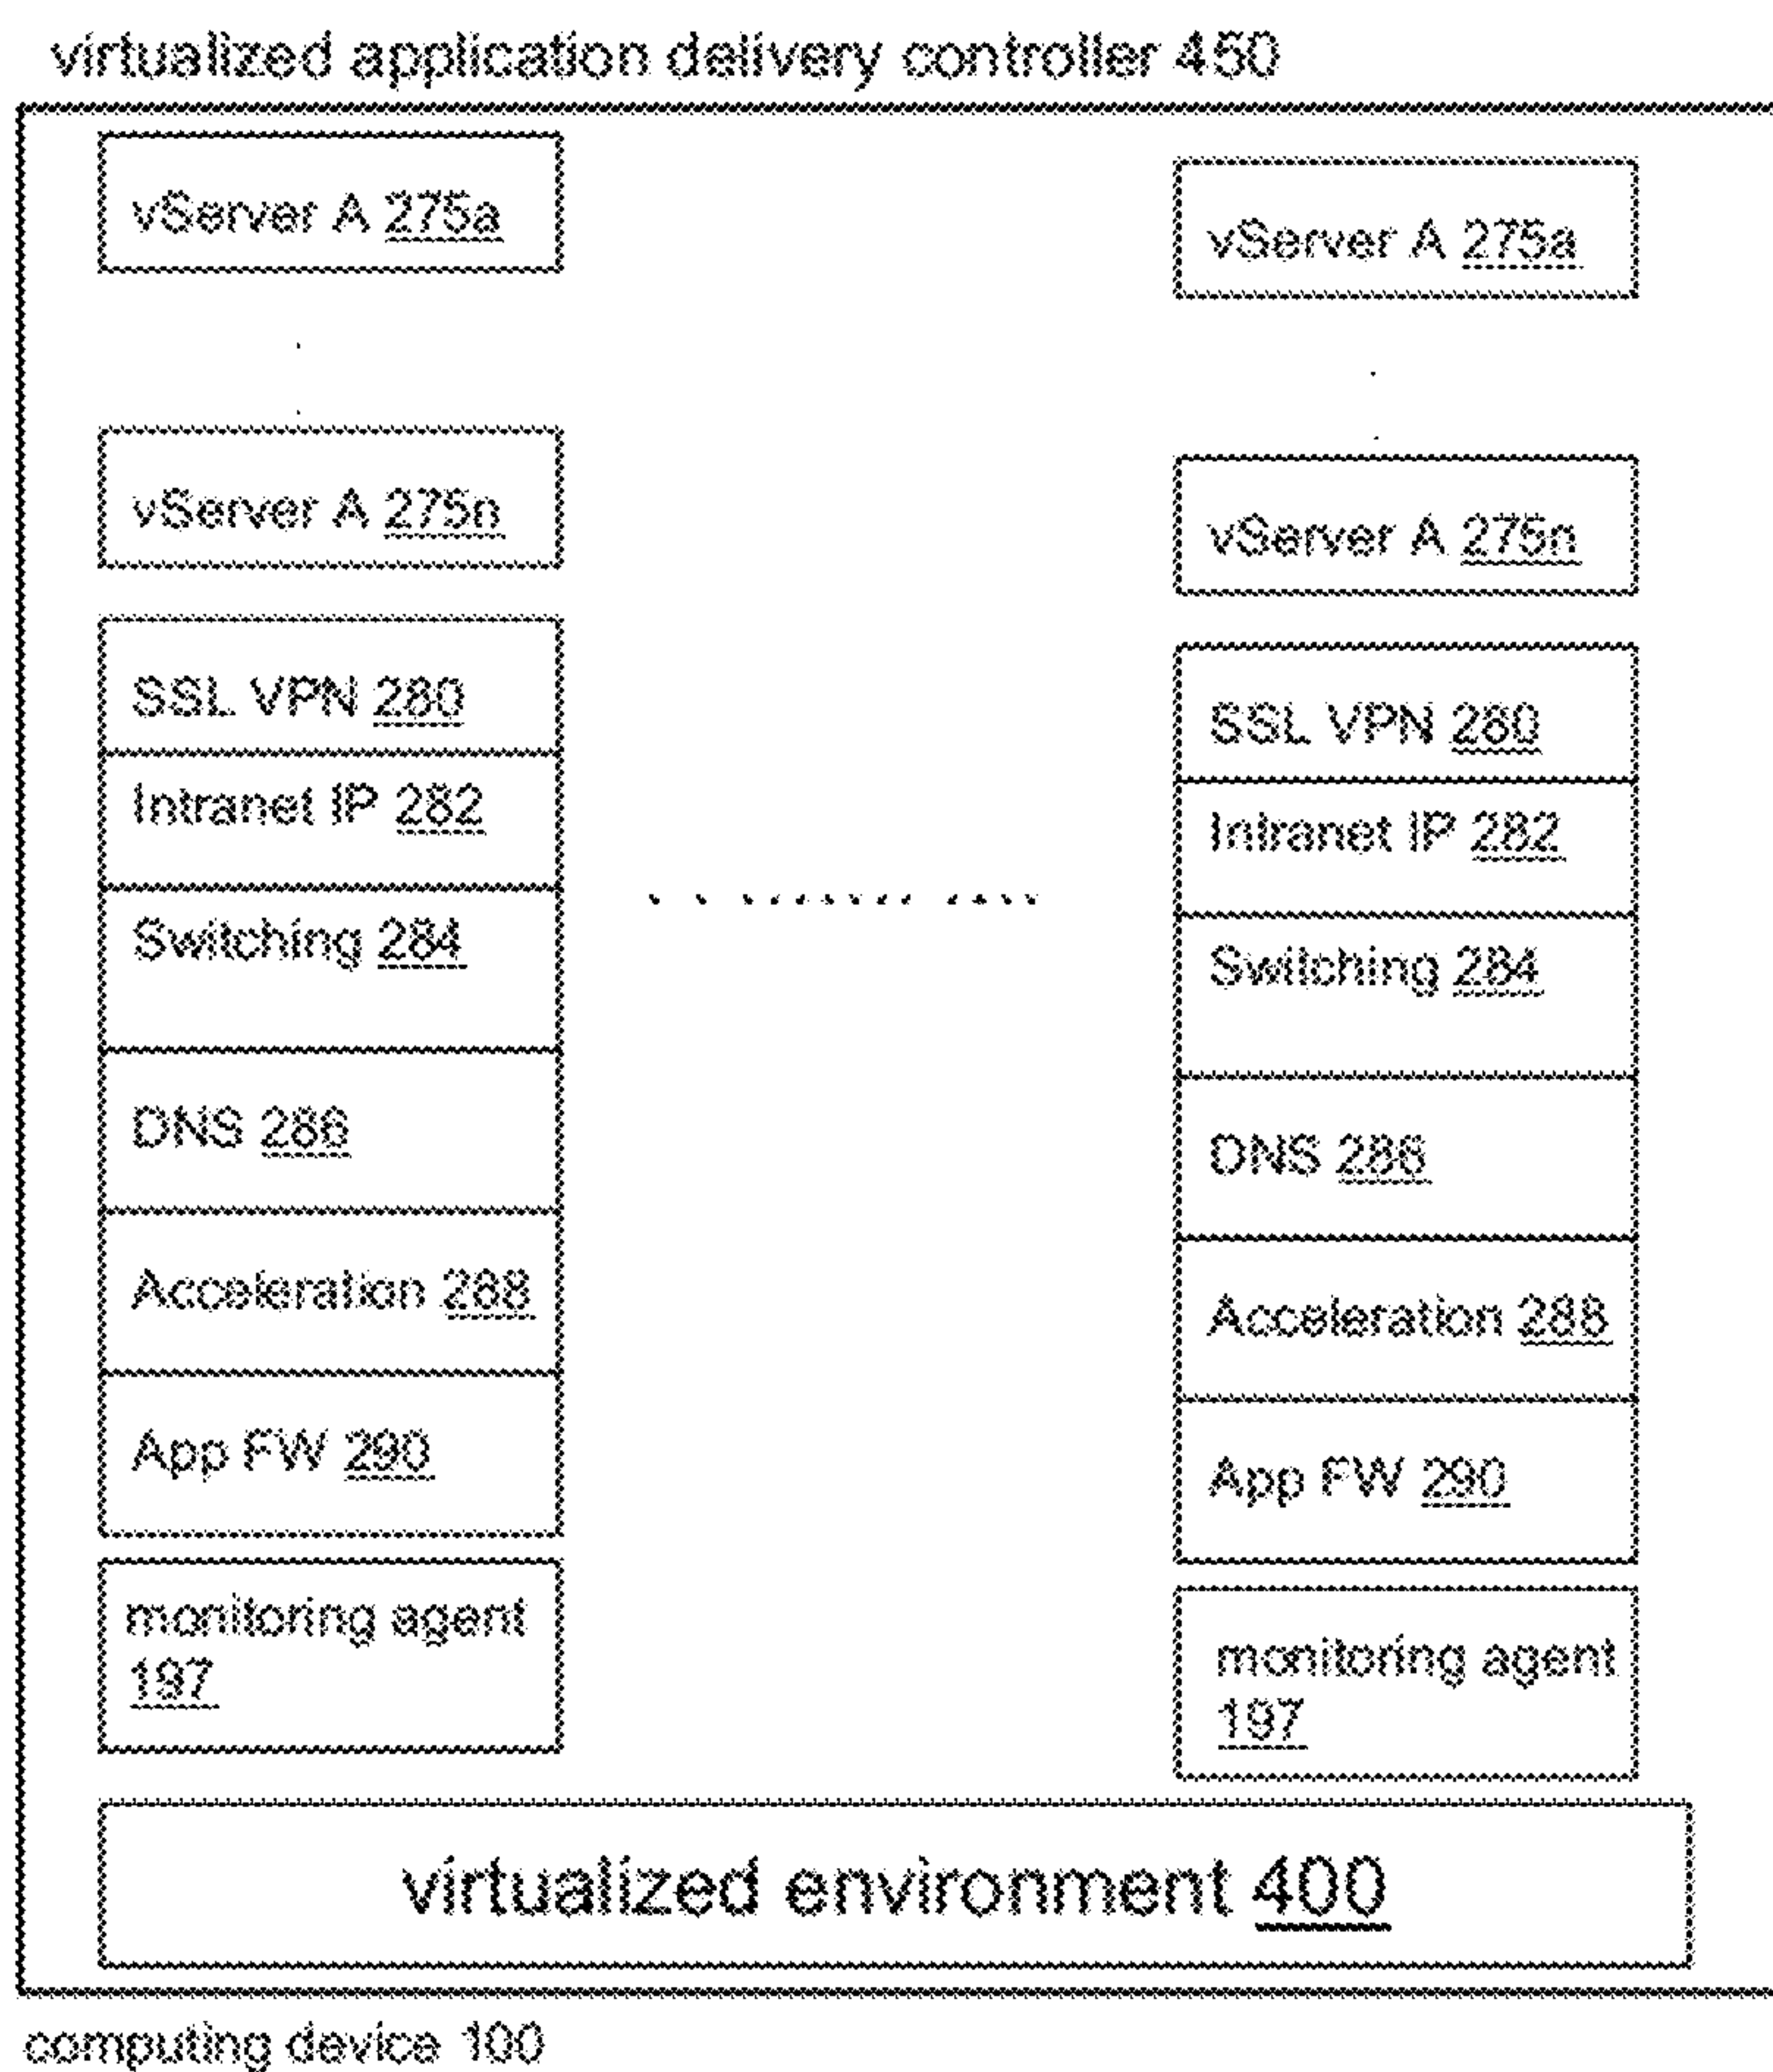 virtualized application delivery controller 450
vServer A 275a
vServer A 275n
SSL VPN 280
Intranet IP 282
Switching 284
DNS 286
Acceleration 288
App FW 290
monitoring agent
197
vServer A 275a
vServer A 275n
SSL VPN 280
Intranet IP 282
Switching 284
DNS 286
Acceleration 288
App FW 290
monitoring agent
197
virtualized environment 400
computing device 100